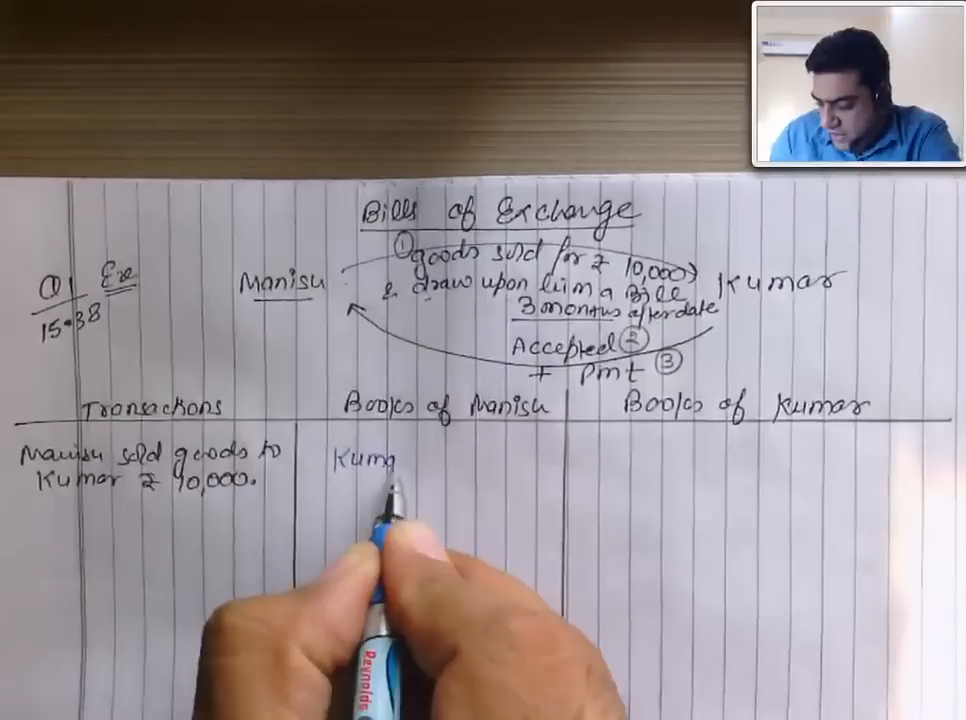 Bills of Exchange
Q1 Exe
15.38
Manish
① goods sold for ₹ 10,000
& draw upon him a Bill
3 months after date
Kumar
Accepted ②
+ Pmt ③
Transactions
Books of Manish
Books of Kumar
Manish sold goods to
Kumar ₹ 10,000.
Kuma
Reynolds